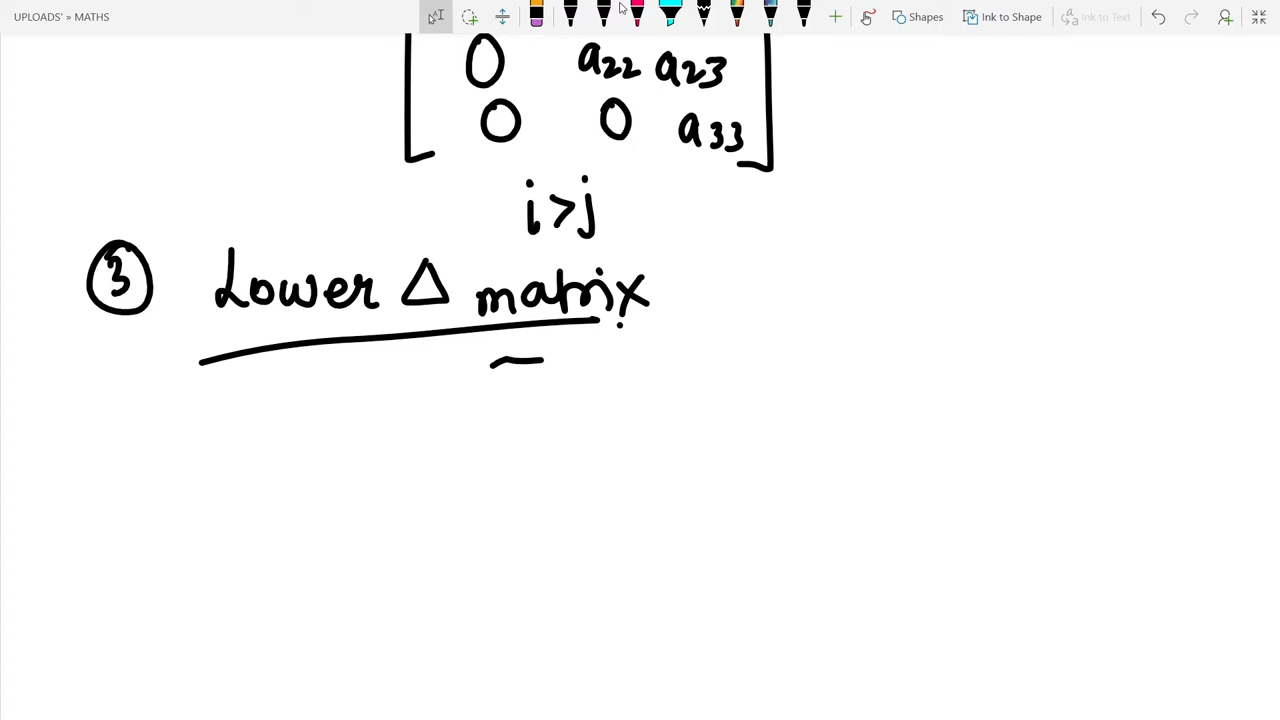 UPLOADS' » MATHS Shapes Ink to Shape Ink to Text
0 a22 a23
0 0 a33
i>j
3 Lower Δ matrix